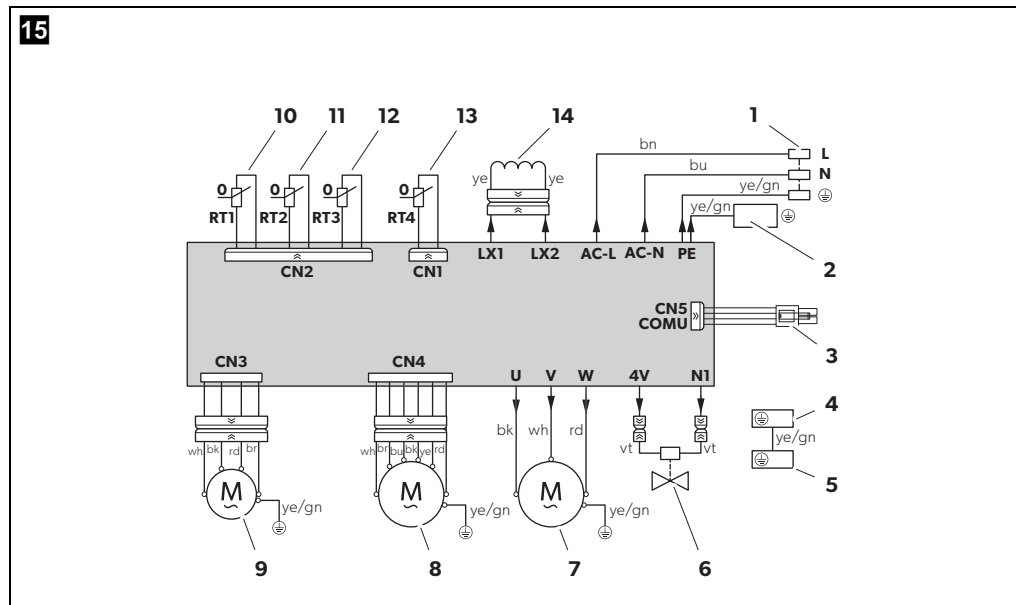 15
10 11 12 13 14 1
bn L
bu N
ye ye ye/gn
0 0 0 0 ye/gn
RT1 RT2 RT3 RT4
2
LX1 LX2 AC-L AC-N PE
CN2 CN1
CN5
COMU
3
CN3 CN4 U V W 4V N1
4
bk wh rd
ye/gn
wh bk rd br wh br bu bk ye rd vt vt
5
M M M
ye/gn ye/gn ye/gn
9 8 7 6